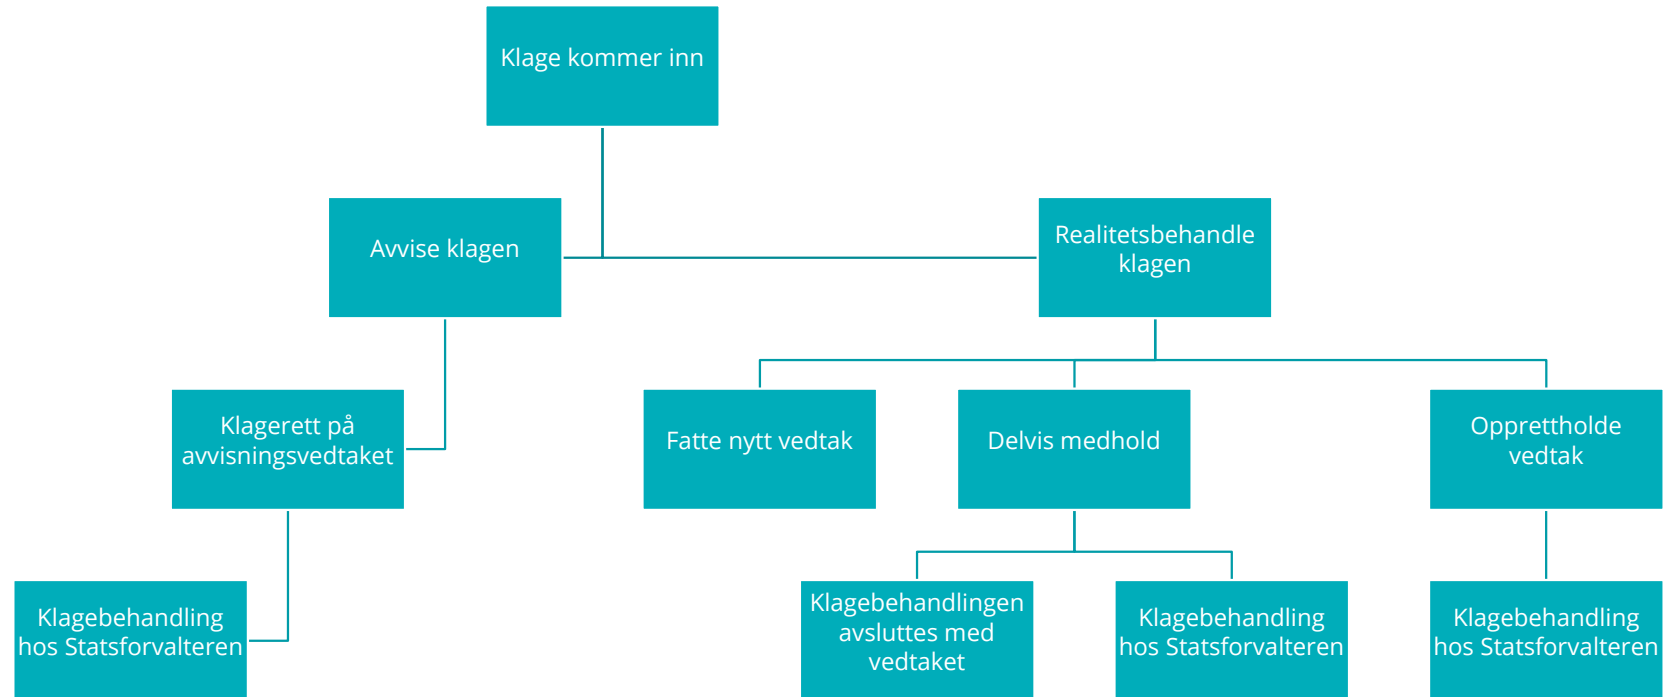 Klage kommer inn
Avvise klagen
Realitetsbehandle
klagen
Klagerett på
avvisningsvedtaket
Fatte nytt vedtak
Delvis medhold
Opprettholde
vedtak
Klagebehandling
hos Statsforvalteren
Klagebehandlingen
avsluttes med
vedtaket
Klagebehandling
hos Statsforvalteren
Klagebehandling
hos Statsforvalteren